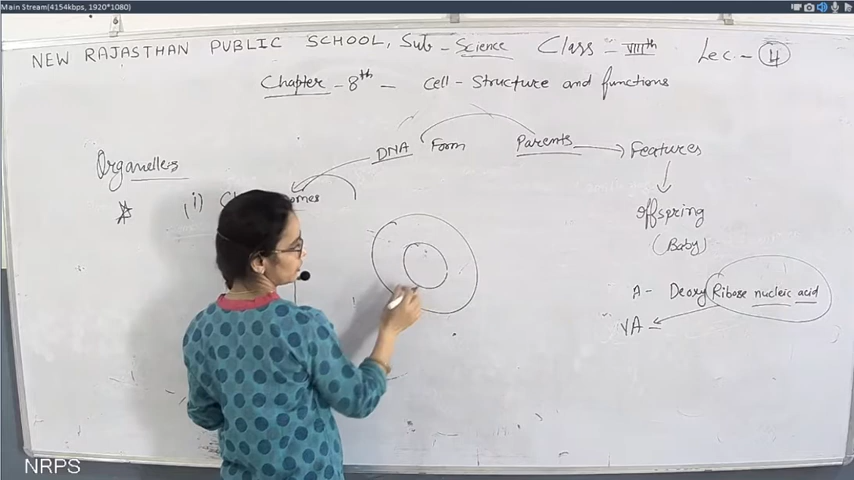 Main Stream(4154kbps, 1920*1080)
NEW RAJASTHAN PUBLIC SCHOOL, Sub - Science Class - VIIIth Lec - 4
Chapter - 8th - Cell - Structure and functions
Organelles
DNA Form Parents Features
(i)
Offspring
(Baby)
A - Deoxy Ribose nucleic acid
NRPS